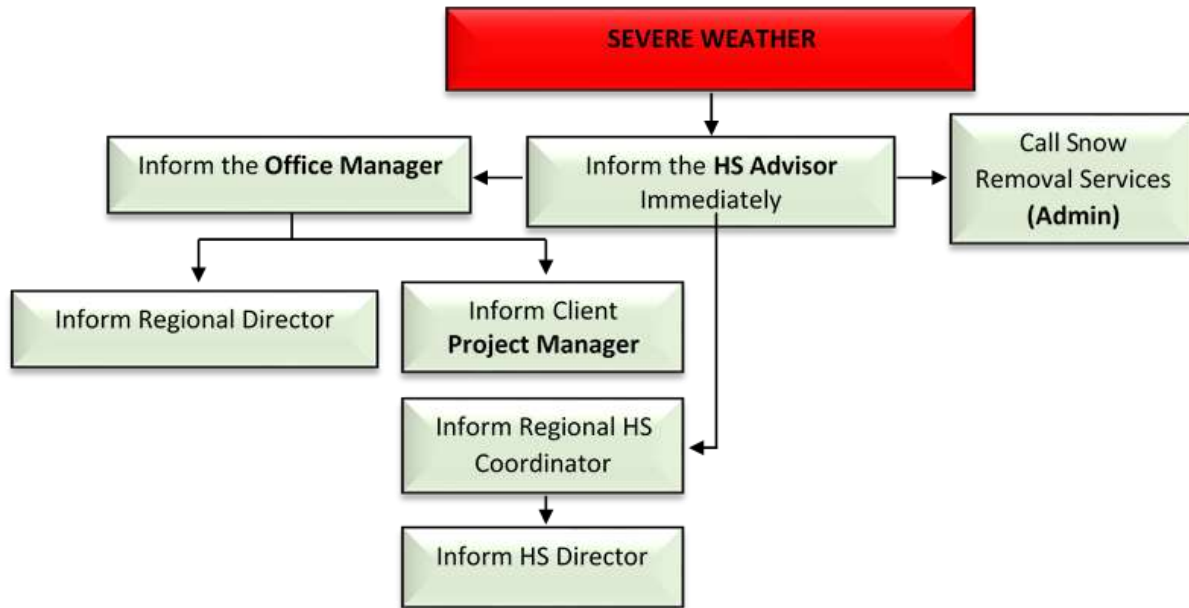 SEVERE WEATHER
Inform the Office Manager
Inform the HS Advisor
Immediately
Call Snow
Removal Services
(Admin)
Inform Regional Director
Inform Client
Project Manager
Inform Regional HS
Coordinator
Inform HS Director